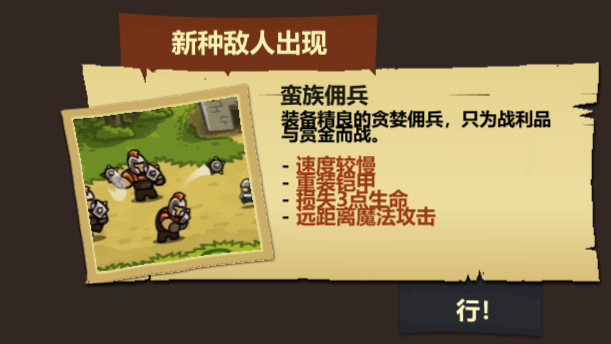 新种敌人出现
蛮族佣兵
装备精良的贪婪佣兵，只为战利品
与赏金而战。
- 速度较慢
- 重装铠甲
- 损失3点生命
- 远距离魔法攻击
行！